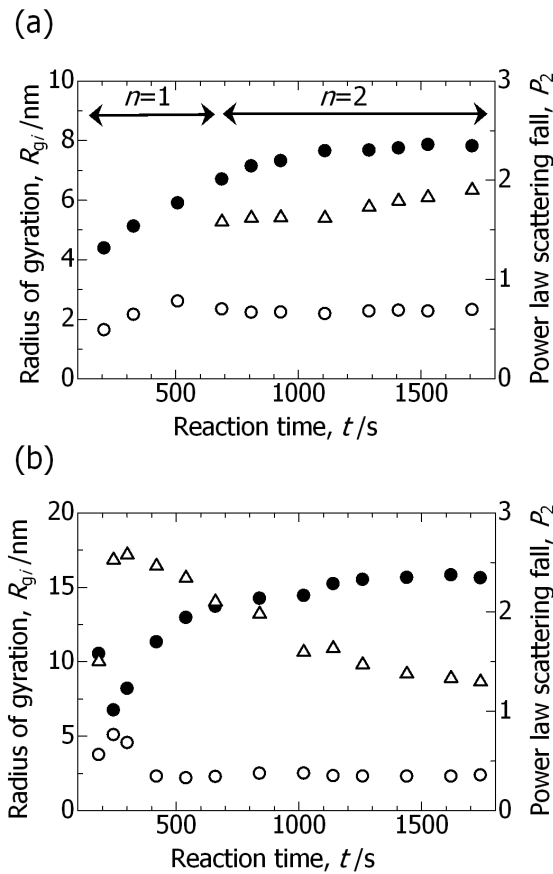 (a)
n=1
n=2
10
8
6
4
2
0
3
2
1
0
500
1000
1500
Radius of gyration, Rgi /nm
Power law scattering fall, P2
Reaction time, t /s
(b)
20
15
10
5
0
3
2
1
0
500
1000
1500
Radius of gyration, Rgi /nm
Power law scattering fall, P2
Reaction time, t /s